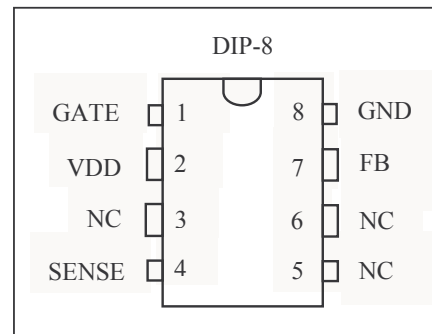 DIP-8
GATE 1 8 GND
VDD 2 7 FB
NC 3 6 NC
SENSE 4 5 NC